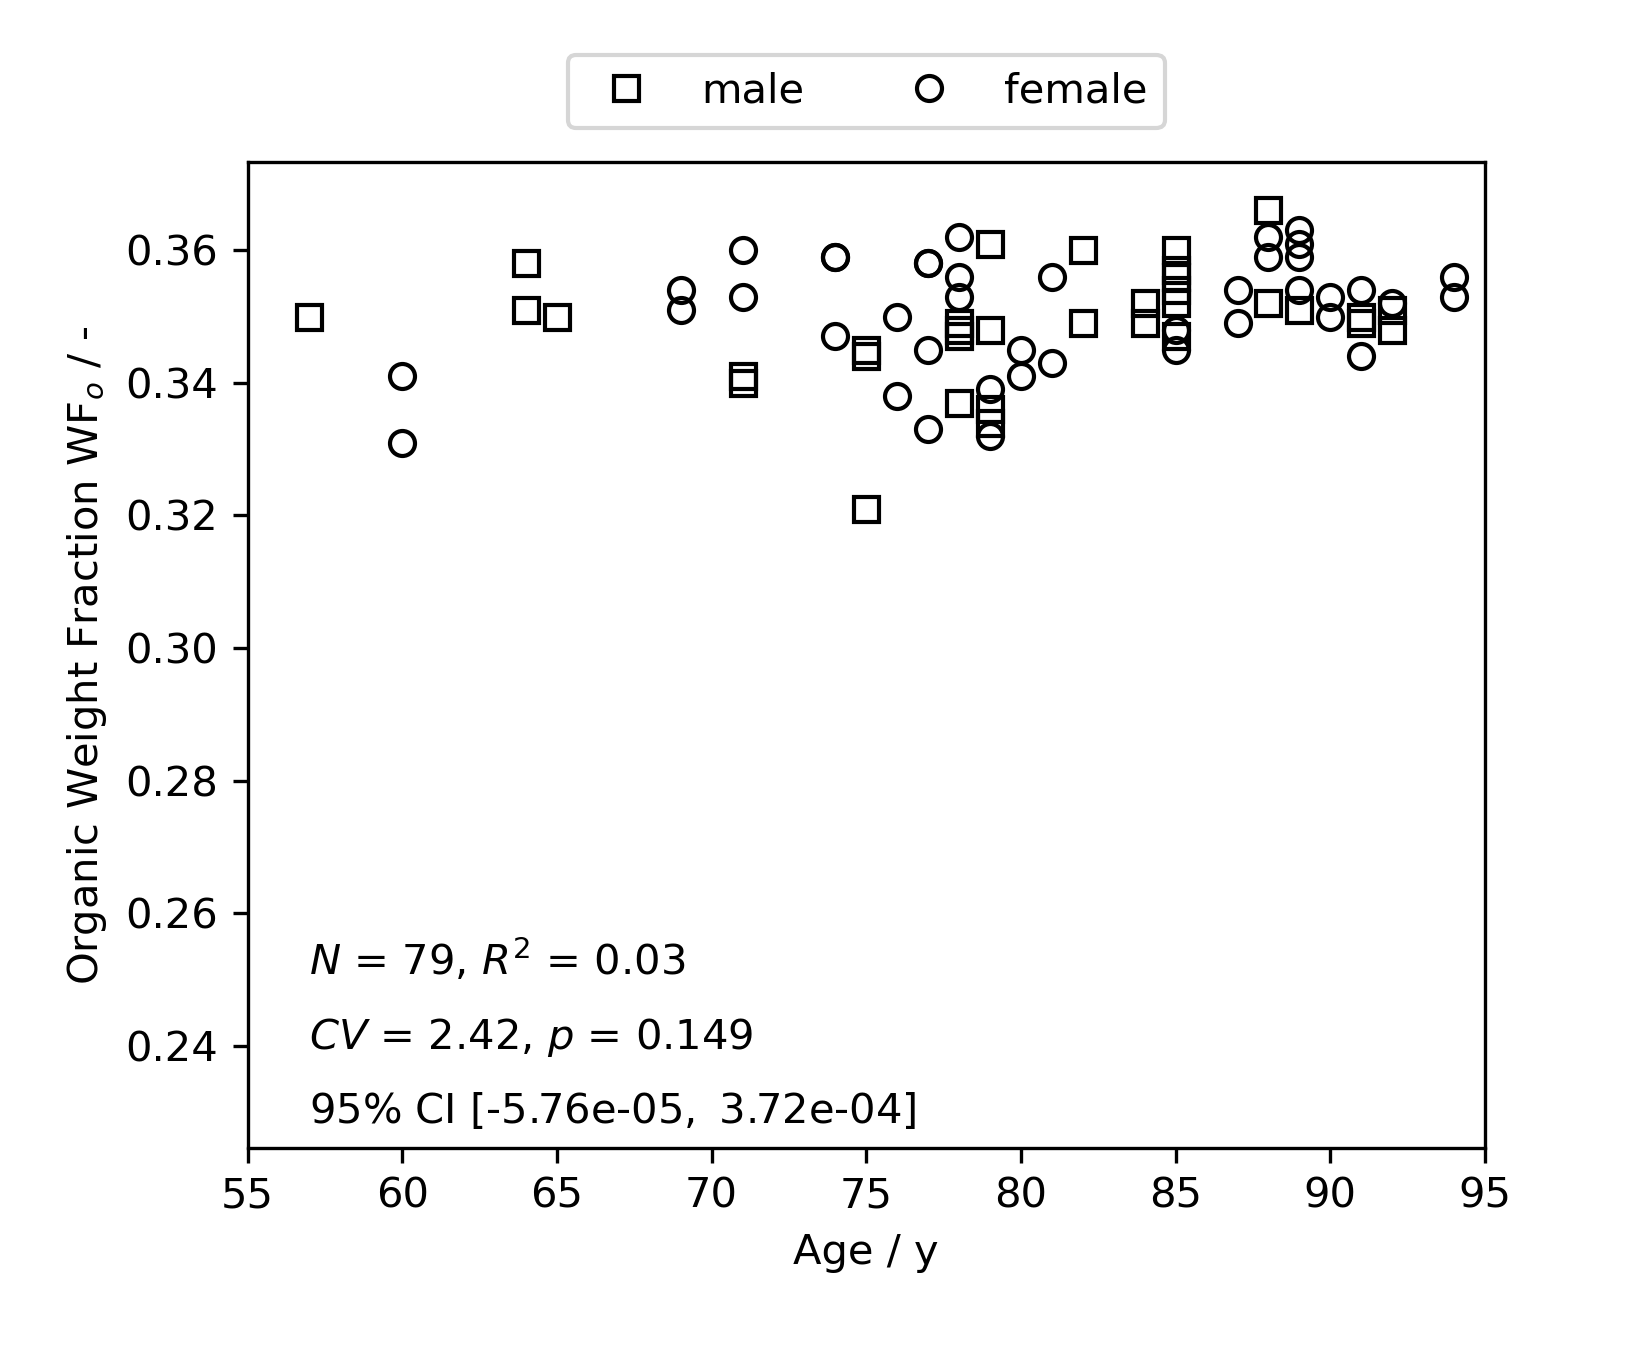 male female
Organic Weight Fraction WFₒ / -
0.36
0.34
0.32
0.30
0.28
0.26
0.24
N = 79, R² = 0.03
CV = 2.42, p = 0.149
95% CI [-5.76e-05, 3.72e-04]
55 60 65 70 75 80 85 90 95
Age / y